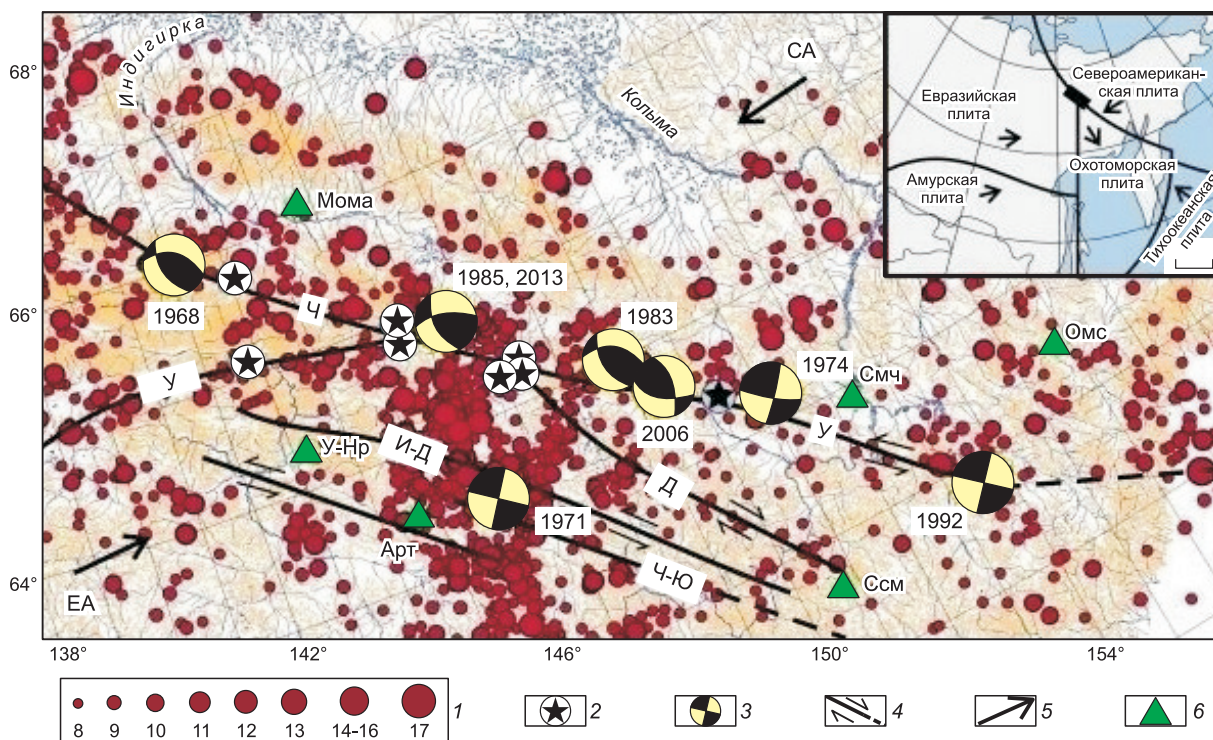 68°
66°
64°
138°
142°
146°
150°
154°
Индигирка
Колыма
СА
ЕА
Мома
1968
1985, 2013
1983
2006
1974
1971
1992
Омс
Смч
У-Нр
Арт
Ссм
Ч
У
И-Д
Д
У
Ч-Ю
Евразийская
плита
Североамерикан-
ская плита
Охотоморская
плита
Амурская
плита
Тихоокеанская
плита
8 9 10 11 12 13 14-16 17
1
2
3
4
5
6